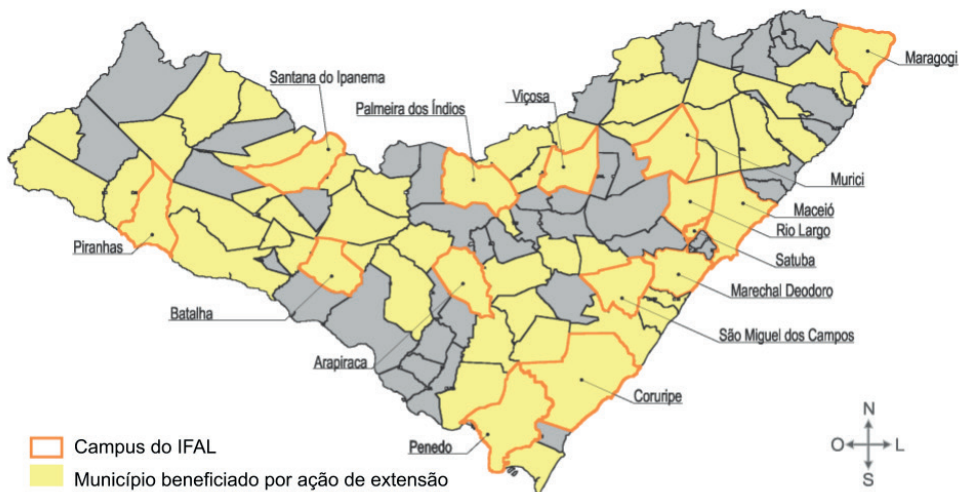 Maragogi
Santana do Ipanema
Palmeira dos Índios
Viçosa
Murici
Maceió
Rio Largo
Piranhas
Satuba
Marechal Deodoro
Batalha
São Miguel dos Campos
Arapiraca
Coruripe
Penedo
N
O
L
S
Campus do IFAL
Município beneficiado por ação de extensão